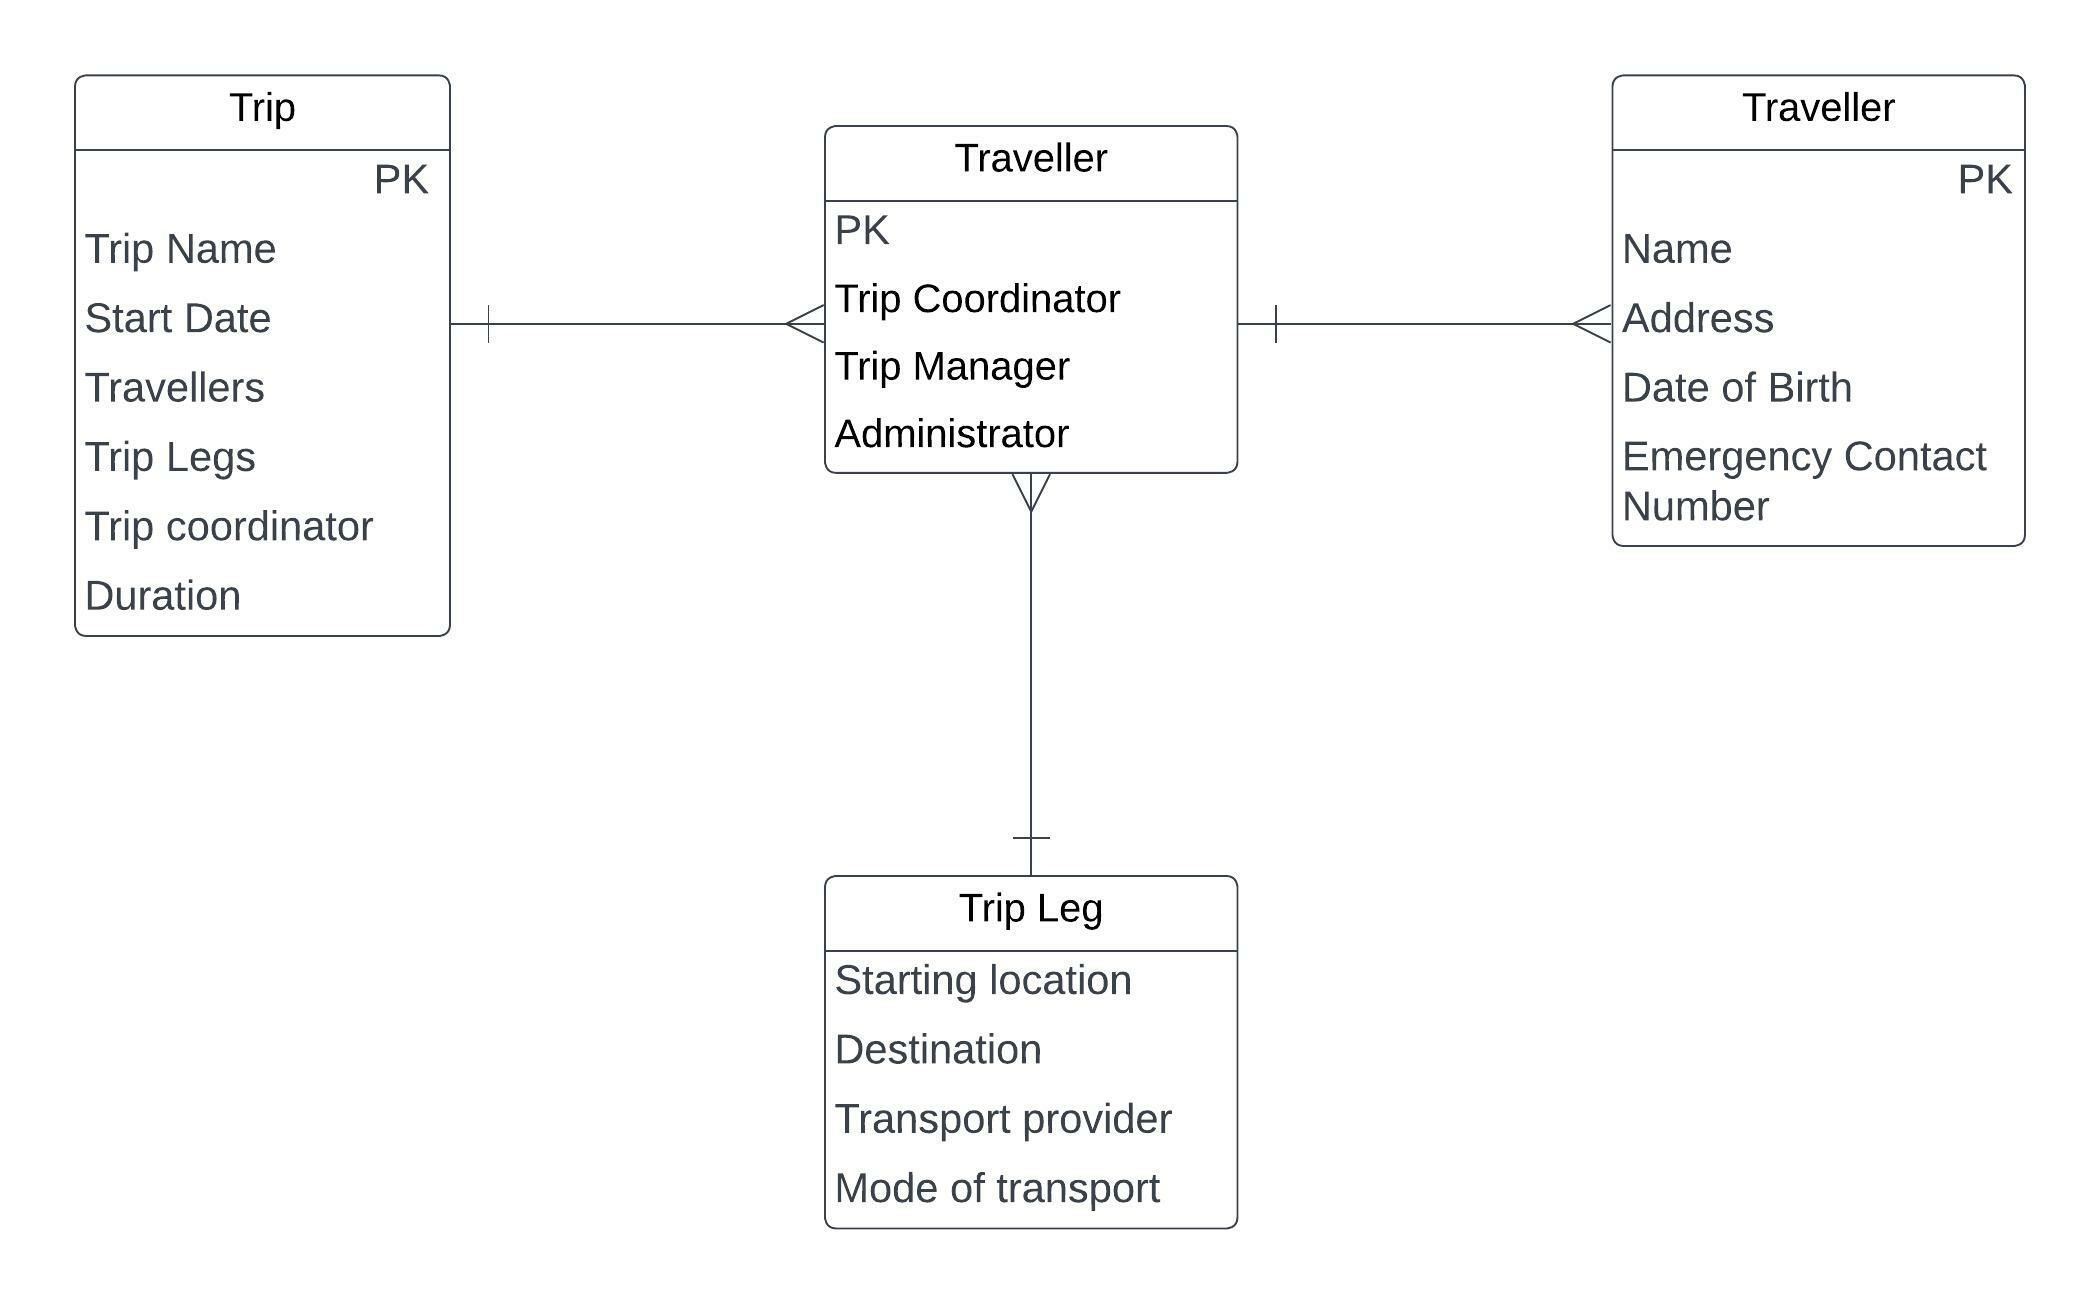 Trip
PK
Trip Name
Start Date
Travellers
Trip Legs
Trip coordinator
Duration
Traveller
PK
Trip Coordinator
Trip Manager
Administrator
Traveller
PK
Name
Address
Date of Birth
Emergency Contact
Number
Trip Leg
Starting location
Destination
Transport provider
Mode of transport